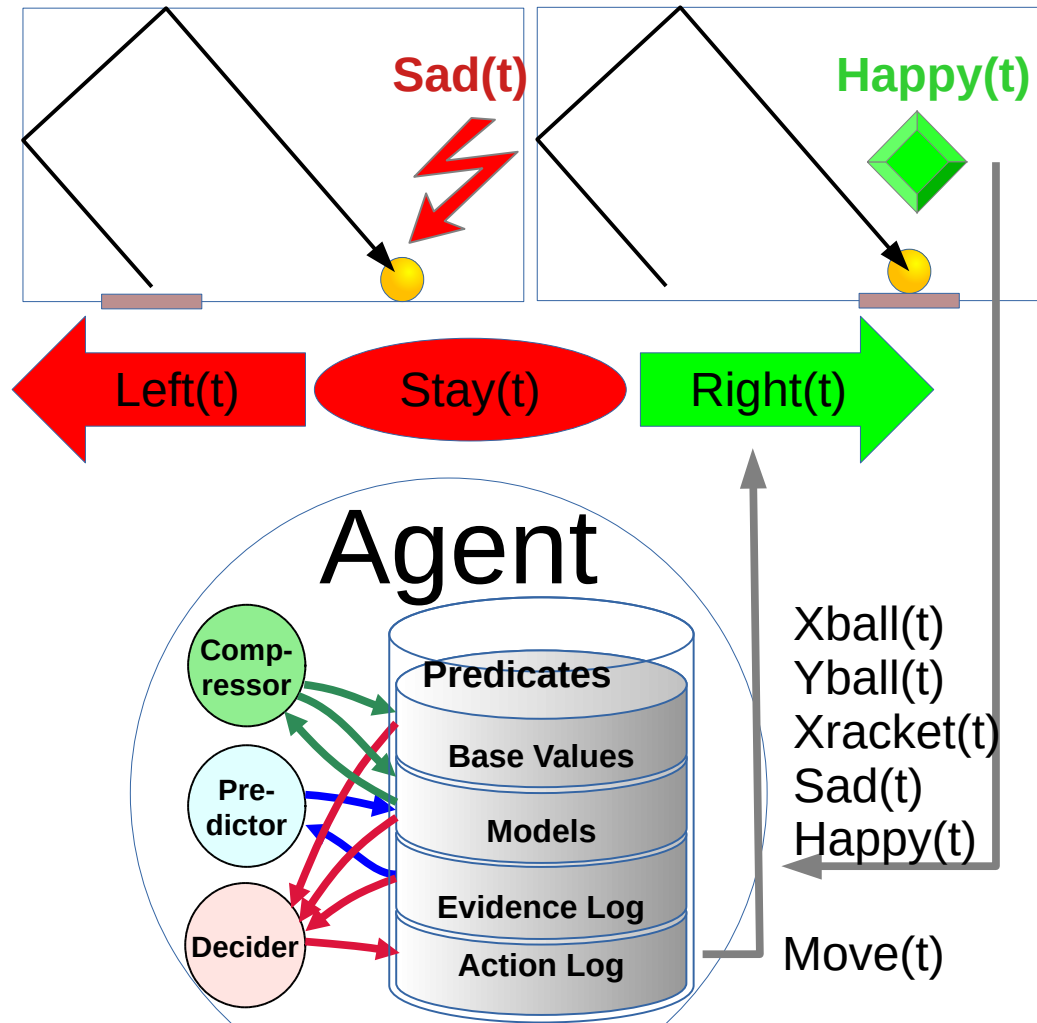 Sad(t)
Happy(t)
Left(t)
Stay(t)
Right(t)
Agent
Comp-
ressor
Pre-
dictor
Decider
Predicates
Base Values
Models
Evidence Log
Action Log
Xball(t)
Yball(t)
Xracket(t)
Sad(t)
Happy(t)
Move(t)